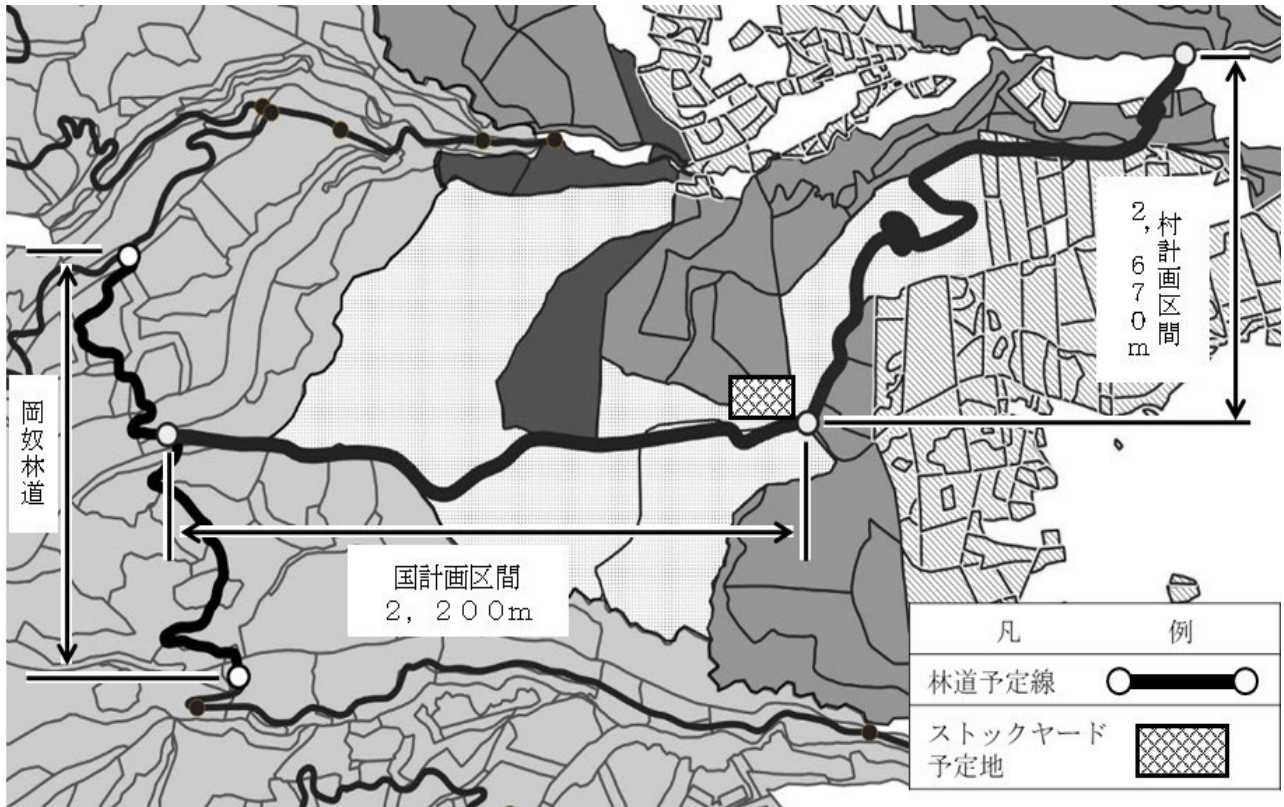 村計画区間
2,670m
岡奴林道
国計画区間
2,200m
凡　例
林道予定線
ストックヤード
予定地